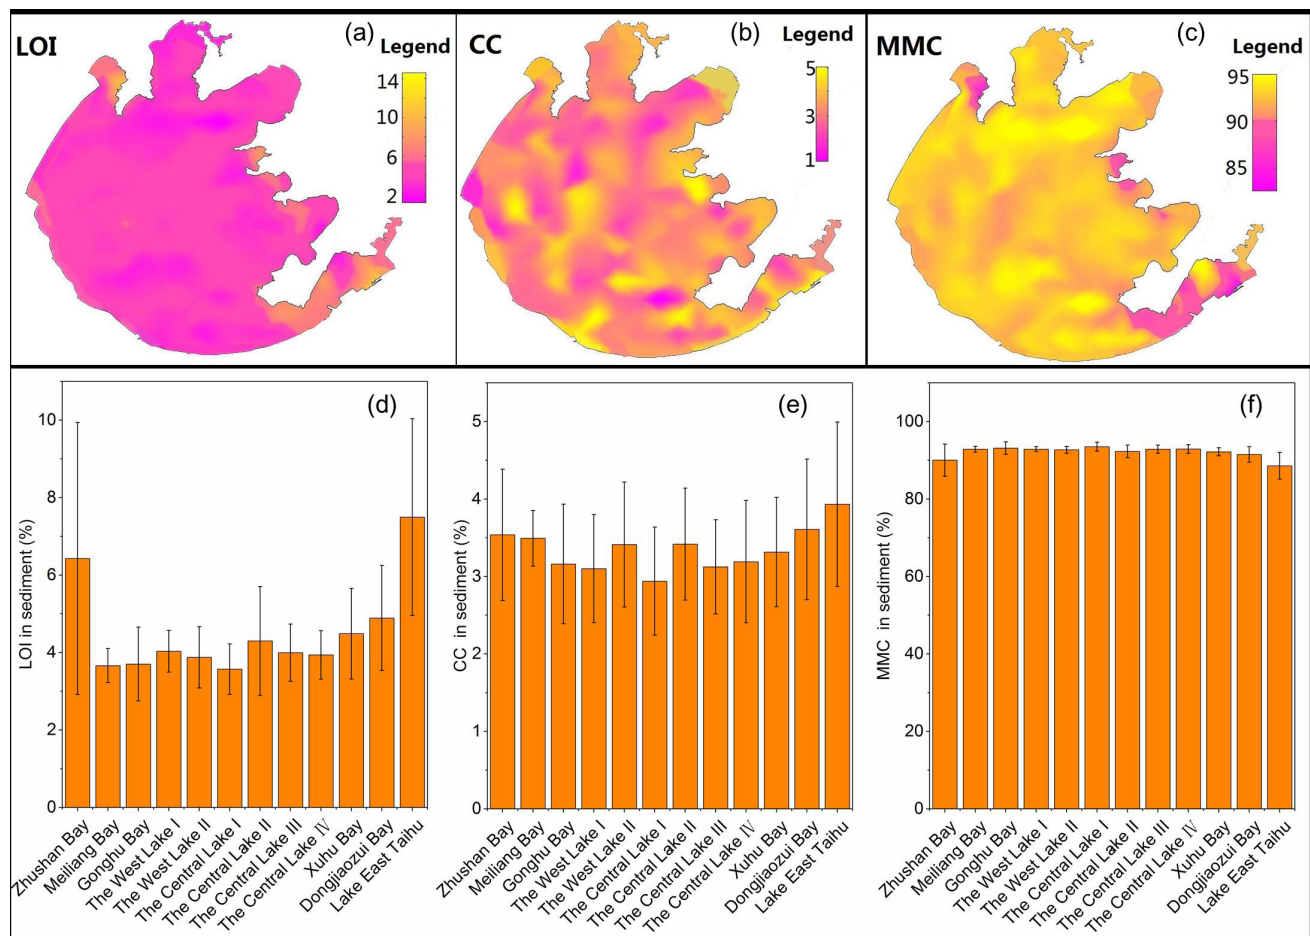 LOI
(a)
Legend
14
12
10
8
6
4
2
CC
(b)
Legend
5
3
1
MMC
(c)
Legend
95
90
85
(d)
LOI in sediment (%)
10
8
6
4
2
0
Zhushan Bay
Meiliang Bay
Gonghu Bay
The West Lake I
The West Lake II
The Central Lake I
The Central Lake II
The Central Lake III
The Central Lake IV
Xuhu Bay
Dongjiaozui Bay
Lake East Taihu
(e)
CC in sediment (%)
5
4
3
2
1
0
Zhushan Bay
Meiliang Bay
Gonghu Bay
The West Lake I
The West Lake II
The Central Lake I
The Central Lake II
The Central Lake III
The Central Lake IV
Xuhu Bay
Dongjiaozui Bay
Lake East Taihu
(f)
MMC in sediment (%)
100
80
60
40
20
0
Zhushan Bay
Meiliang Bay
Gonghu Bay
The West Lake I
The West Lake II
The Central Lake I
The Central Lake II
The Central Lake III
The Central Lake IV
Xuhu Bay
Dongjiaozui Bay
Lake East Taihu